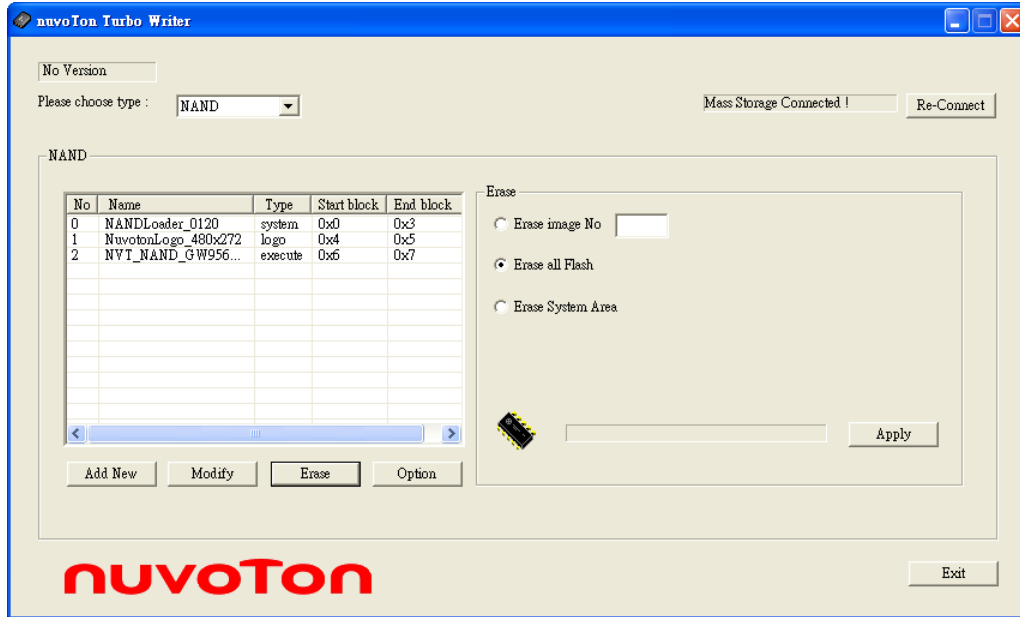 nuvoTon Turbo Writer
No Version
Please choose type :
NAND
Mass Storage Connected !
Re-Connect
NAND
No Name Type Start block End block
0 NANDLoader_0120 system 0x0 0x3
1 NuvotonLogo_480x272 logo 0x4 0x5
2 NVT_NAND_GW956... execute 0x6 0x7
Erase
Erase image No
Erase all Flash
Erase System Area
Apply
Add New Modify Erase Option
nuvoTon
Exit